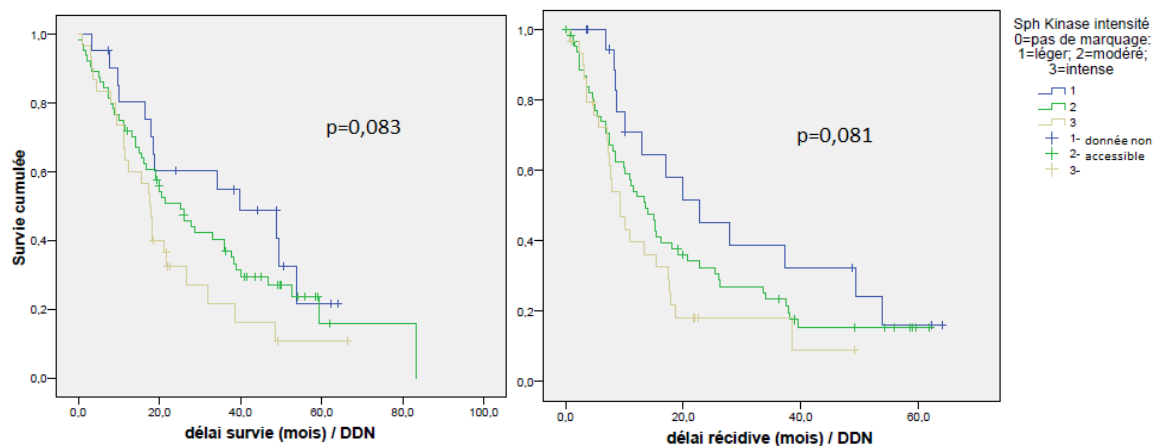 Survie cumulée
1,0
0,8
0,6
0,4
0,2
0,0
p=0,083
0,0
20,0
40,0
60,0
80,0
100,0
délai survie (mois) / DDN
1,0
0,8
0,6
0,4
0,2
0,0
p=0,081
0,0
20,0
40,0
60,0
délai récidive (mois) / DDN
Sph Kinase intensité
0=pas de marquage:
1=léger; 2=modéré;
3=intense
1
2
3
1- donnée non
2- accessible
3-